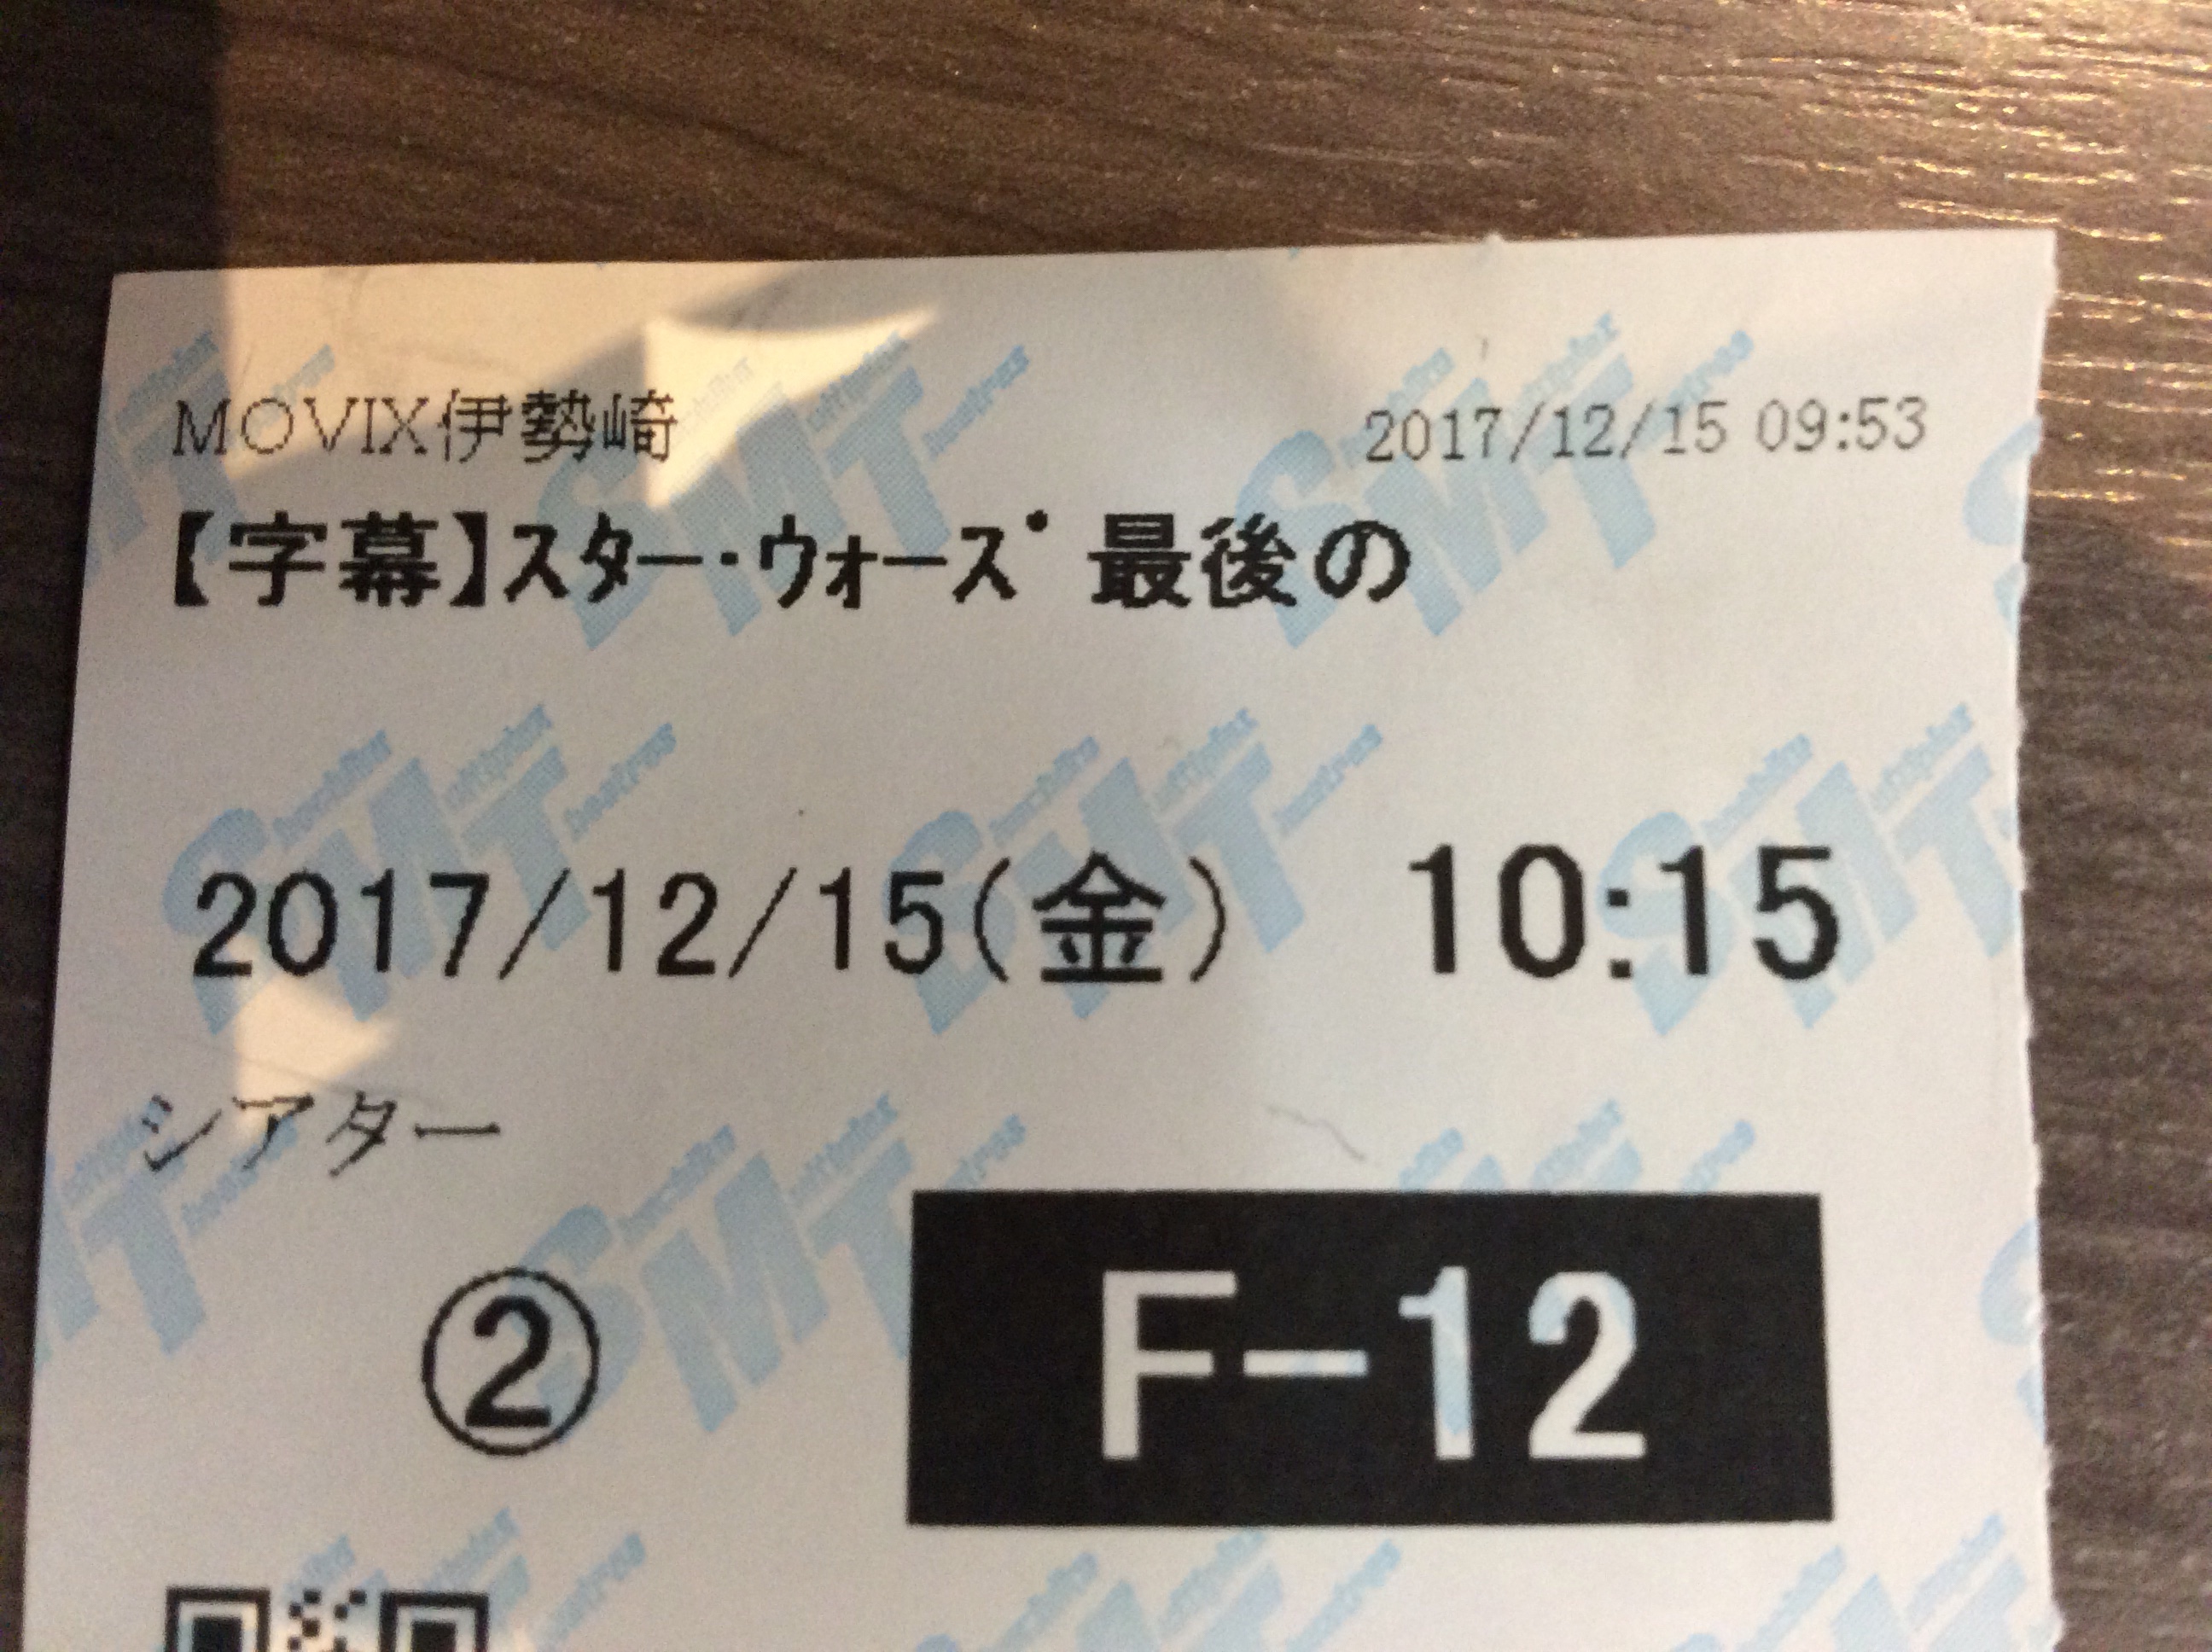 MOVIX伊勢崎 2017/12/15 09:53
【字幕】スター・ウォーズ 最後の
2017/12/15(金) 10:15
シアター
② F-12